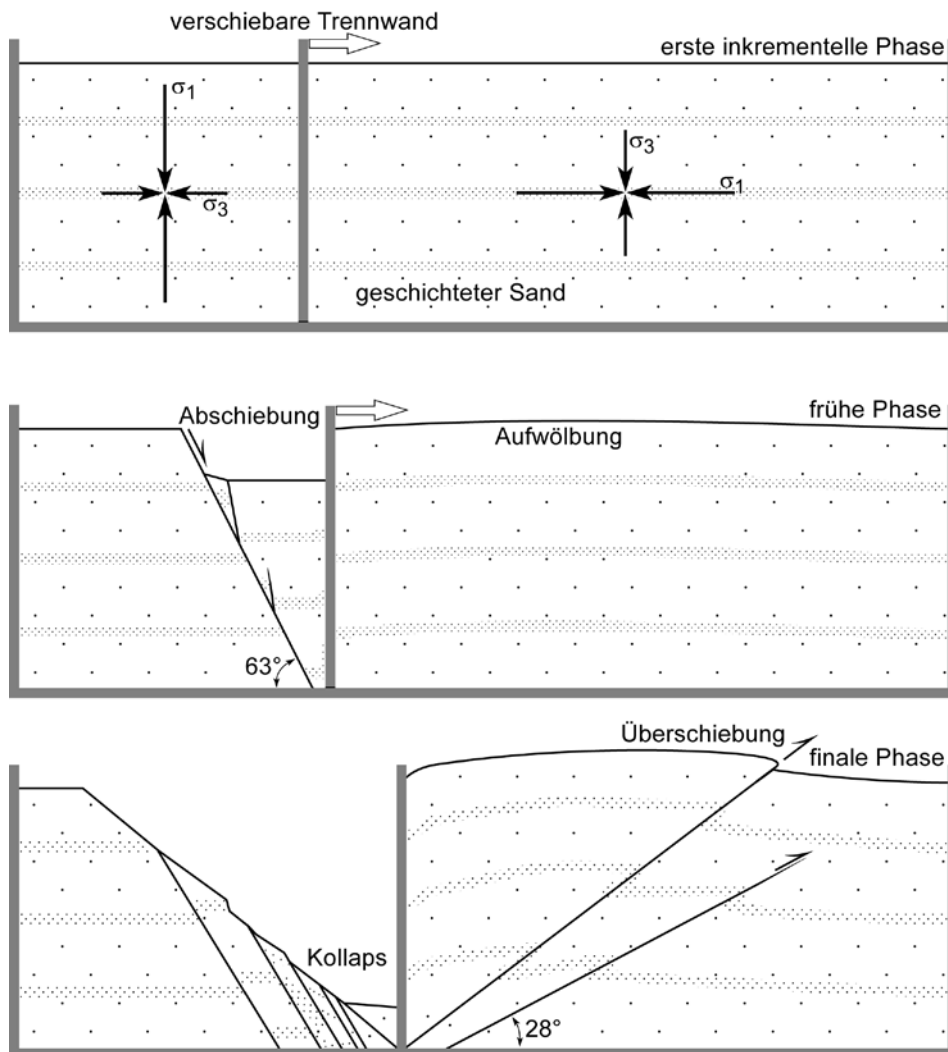 verschiebare Trennwand
erste inkrementelle Phase
σ1
σ3
σ3
σ1
geschichteter Sand
Abschiebung
frühe Phase
Aufwölbung
63°
Überschiebung
finale Phase
Kollaps
28°